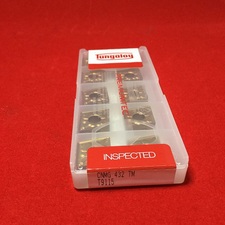 Tungaloy
INSPECTED
CNMG 432 TM
T9115